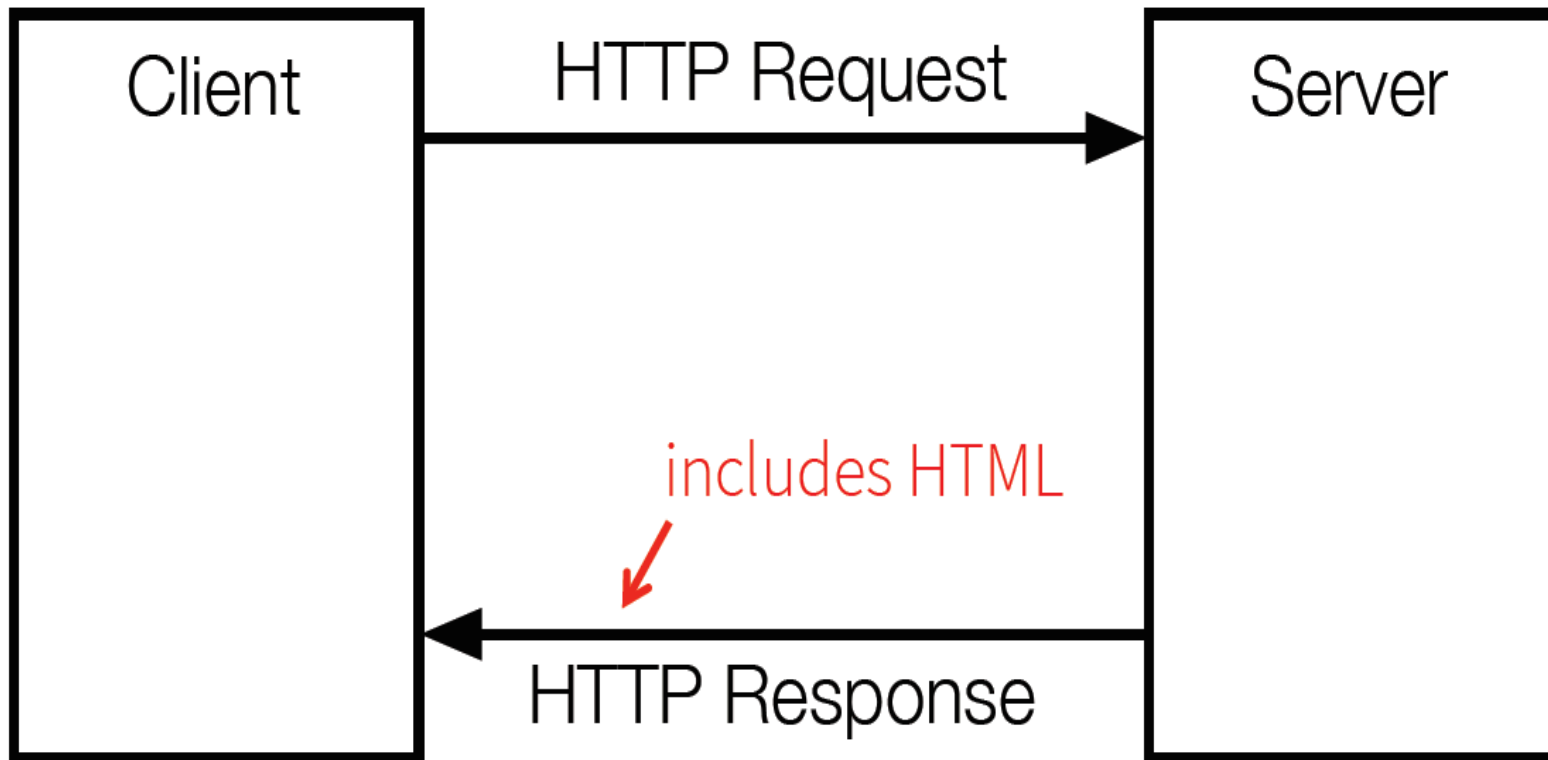 Client
HTTP Request
Server
includes HTML
HTTP Response